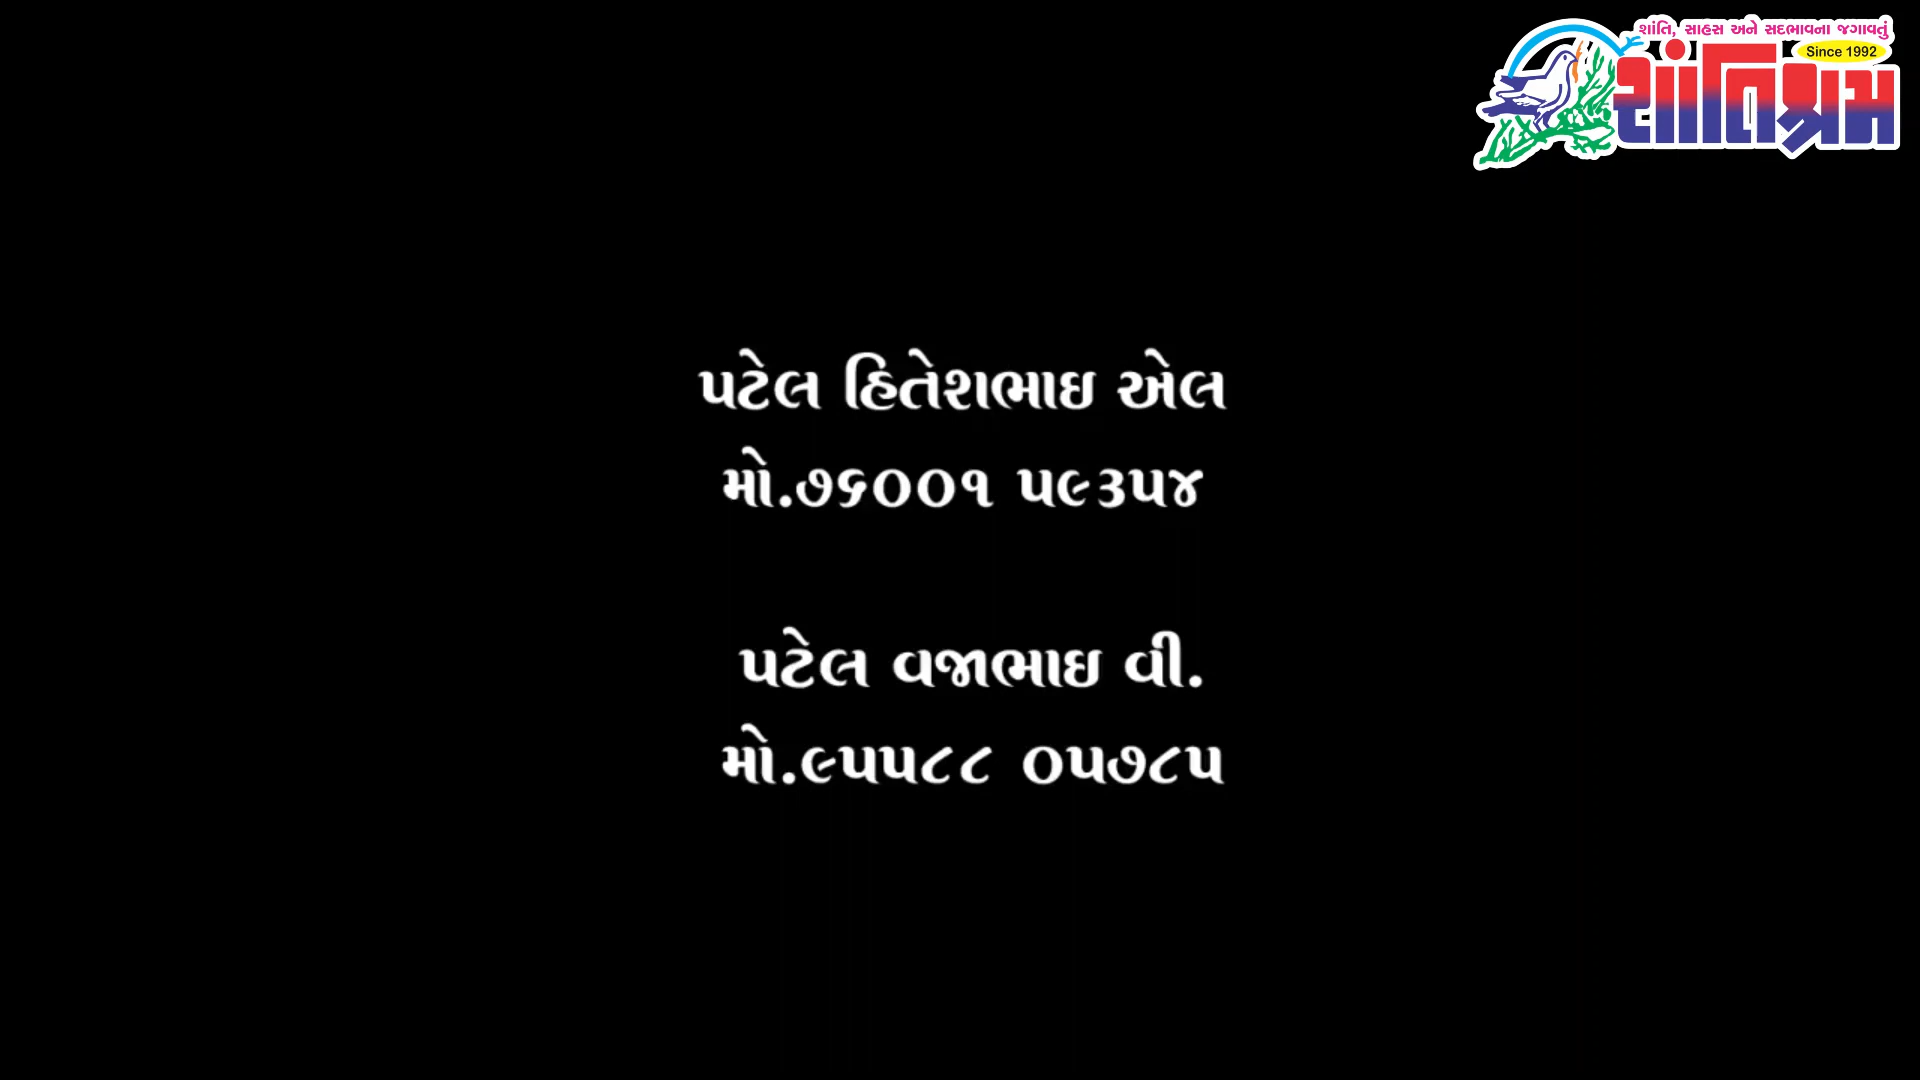 શાંતિ, સાહસ અને સદભાવના જગાવતું
Since 1992
શાંતિશ્રમ
પટેલ હિતેશભાઇ એલ
મો.૭૬૦૦૧ ૫૯૩૫૪
પટેલ વજાભાઇ વી.
મો.૯૫૫૮૮ ૦૫૭૮૫